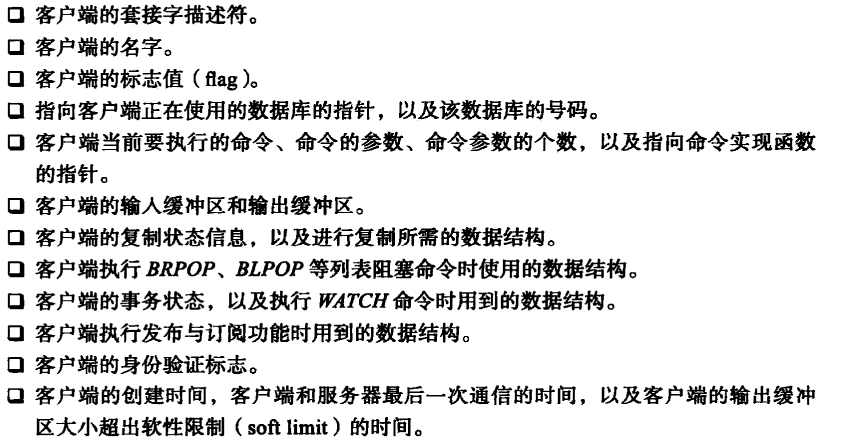 ❑ 客户端的套接字描述符。
❑ 客户端的名字。
❑ 客户端的标志值（flag）。
❑ 指向客户端正在使用的数据库的指针，以及该数据库的号码。
❑ 客户端当前要执行的命令、命令的参数、命令参数的个数，以及指向命令实现函数
的指针。
❑ 客户端的输入缓冲区和输出缓冲区。
❑ 客户端的复制状态信息，以及进行复制所需的数据结构。
❑ 客户端执行 BRPOP、BLPOP 等列表阻塞命令时使用的数据结构。
❑ 客户端的事务状态，以及执行 WATCH 命令时用到的数据结构。
❑ 客户端执行发布与订阅功能时用到的数据结构。
❑ 客户端的身份验证标志。
❑ 客户端的创建时间，客户端和服务器最后一次通信的时间，以及客户端的输出缓冲
区大小超出软性限制（soft limit）的时间。